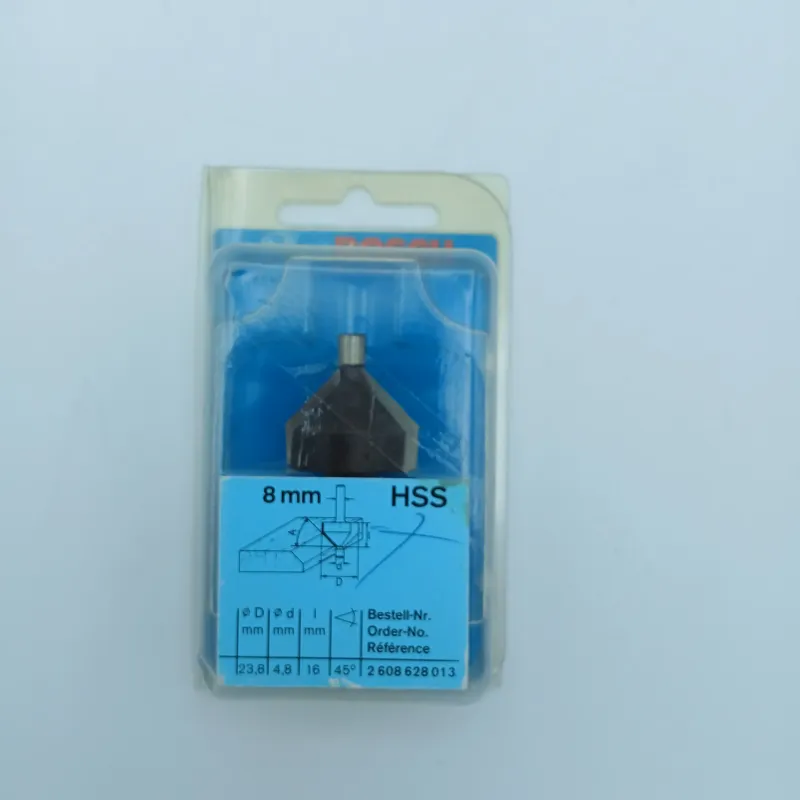 BOSCH
8 mm HSS
A
d
D
Ø D Ø d l
mm mm mm
Bestell-Nr.
Order-No.
Référence
23,8 4,8 16 45° 2 608 628 013